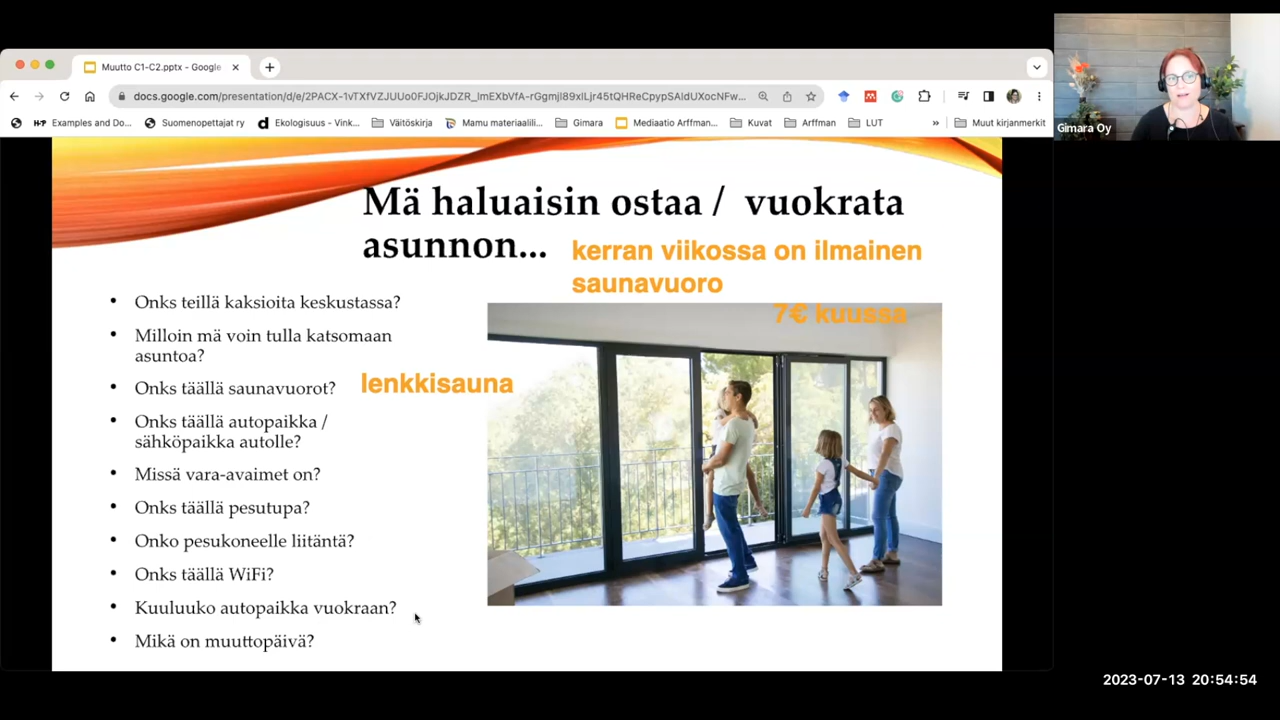 Muutto C1-C2.pptx - Google
docs.google.com/presentation/d/e/2PACX-1vTXfVZJUUo0FJOjkJDZR_
Examples and Do...
Suomenopettajat ry
Ekologisuus - Vink...
Väitöskirja
Mamu materiaalili...
Gimara
Mediaatio Arffman...
Kuvat
Arffman
LUT
»
Muut kirjanmerkit
Gimara Oy
Mä haluaisin ostaa / vuokrata
asunnon...
kerran viikossa on ilmainen
saunavuoro
7€ kuussa
• Onks teillä kaksioita keskustassa?
• Milloin mä voin tulla katsomaan
asuntoa?
• Onks täällä saunavuorot?
lenkkisauna
• Onks täällä autopaikka /
sähköpaikka autolle?
• Missä vara-avaimet on?
• Onks täällä pesutupa?
• Onko pesukoneelle liitäntä?
• Onks täällä WiFi?
• Kuuluuko autopaikka vuokraan?
• Mikä on muuttopäivä?
2023-07-13 20:54:54